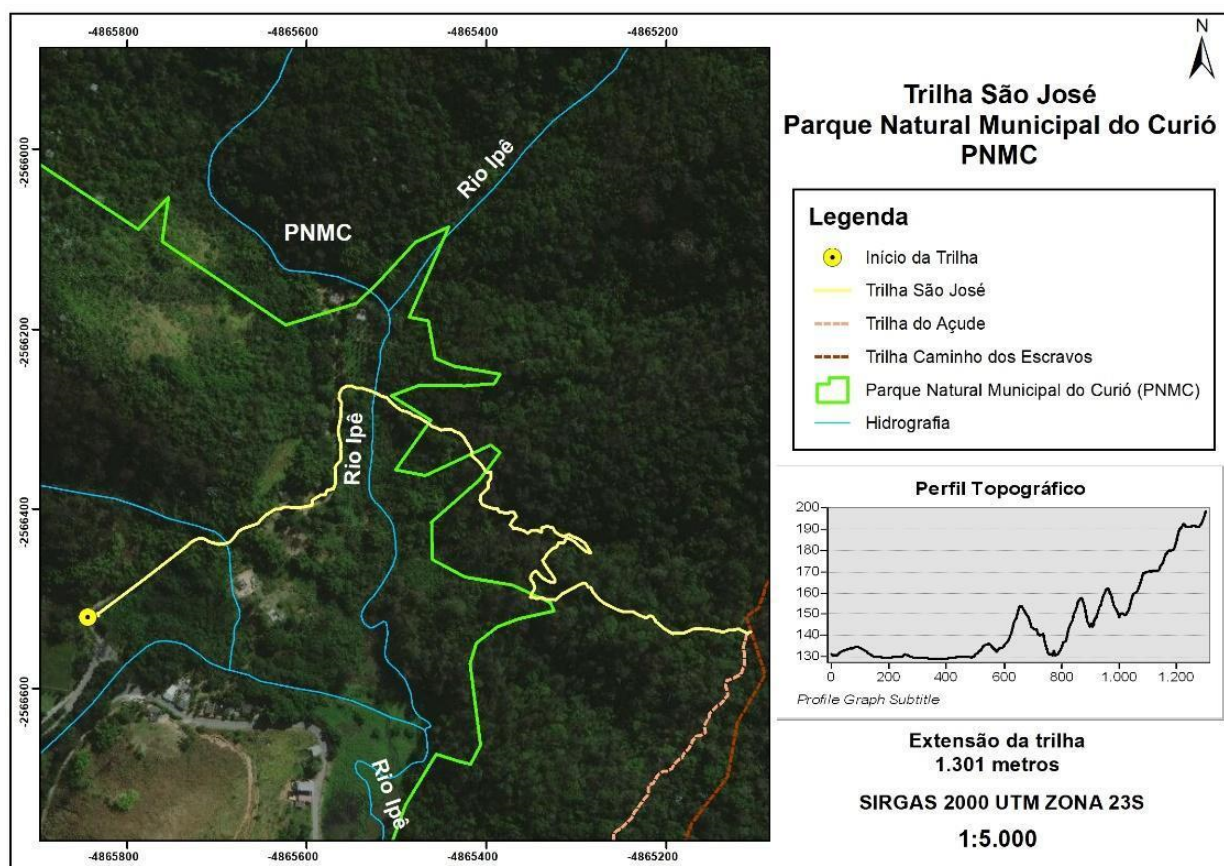 -4865800
-4865600
-4865400
-4865200
N
Trilha São José
Parque Natural Municipal do Curió
PNMC
-2566000
Rio Ipê
PNMC
Legenda
Início da Trilha
Trilha São José
Trilha do Açude
Trilha Caminho dos Escravos
Parque Natural Municipal do Curió (PNMC)
Hidrografia
-2566200
Rio Ipê
-2566400
Perfil Topográfico
200
190
180
170
160
150
140
130
0 200 400 600 800 1.000 1.200
Profile Graph Subtitle
-2566600
Rio Ipê
Extensão da trilha
1.301 metros
SIRGAS 2000 UTM ZONA 23S
1:5.000
-4865800
-4865600
-4865400
-4865200